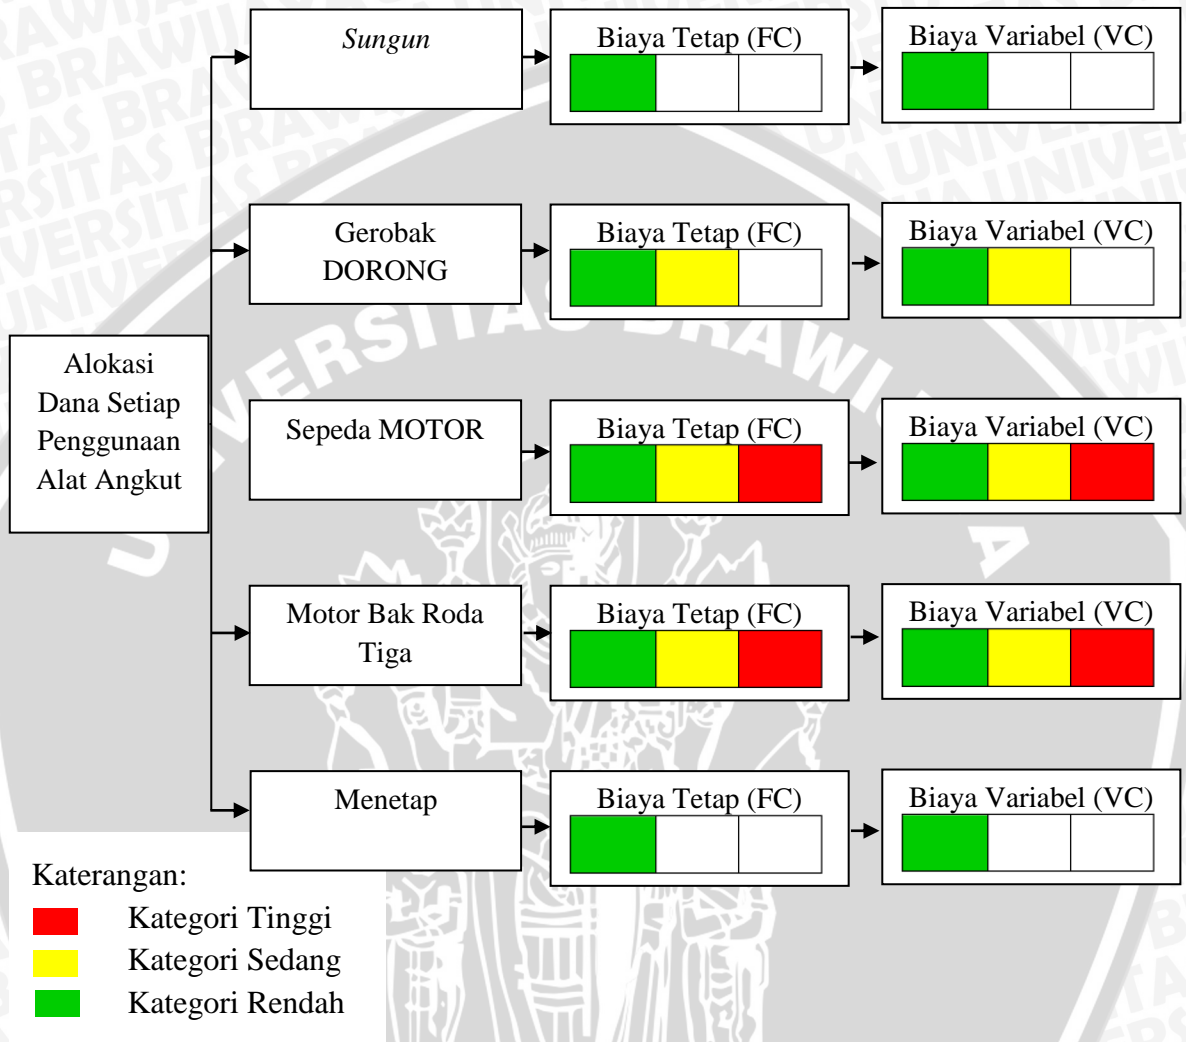 Sungun
Biaya Tetap (FC)
Biaya Variabel (VC)
Gerobak
DORONG
Biaya Tetap (FC)
Biaya Variabel (VC)
Alokasi
Dana Setiap
Penggunaan
Alat Angkut
Sepeda MOTOR
Biaya Tetap (FC)
Biaya Variabel (VC)
Motor Bak Roda
Tiga
Biaya Tetap (FC)
Biaya Variabel (VC)
Menetap
Biaya Tetap (FC)
Biaya Variabel (VC)
Katerangan:
Kategori Tinggi
Kategori Sedang
Kategori Rendah